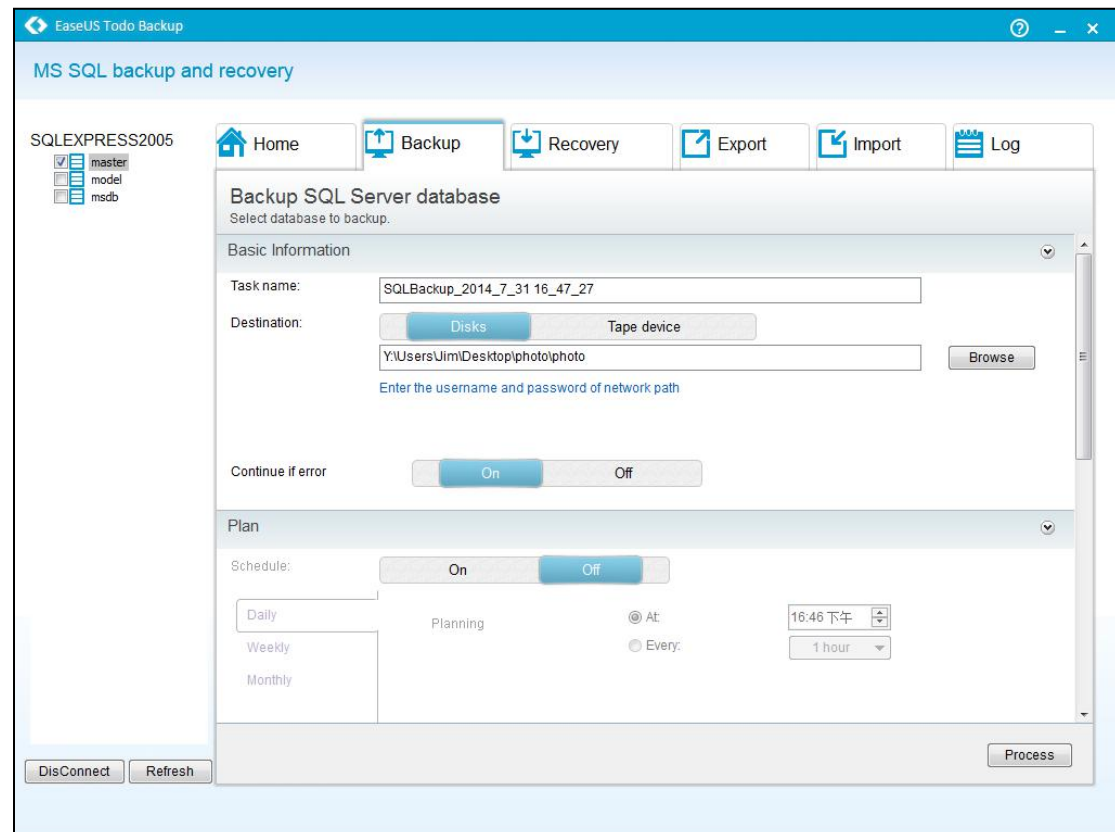 EaseUS Todo Backup
MS SQL backup and recovery
SQLEXPRESS2005
master
model
msdb
Home
Backup
Recovery
Export
Import
Log
Backup SQL Server database
Select database to backup.
Basic Information
Task name:
SQLBackup_2014_7_31 16_47_27
Destination:
Disks
Tape device
Y:\Users\Jim\Desktop\photo\photo
Browse
Enter the username and password of network path
Continue if error
On
Off
Plan
Schedule:
On
Off
Daily
Weekly
Monthly
Planning
At:
16:46 下午
Every:
1 hour
Process
DisConnect
Refresh